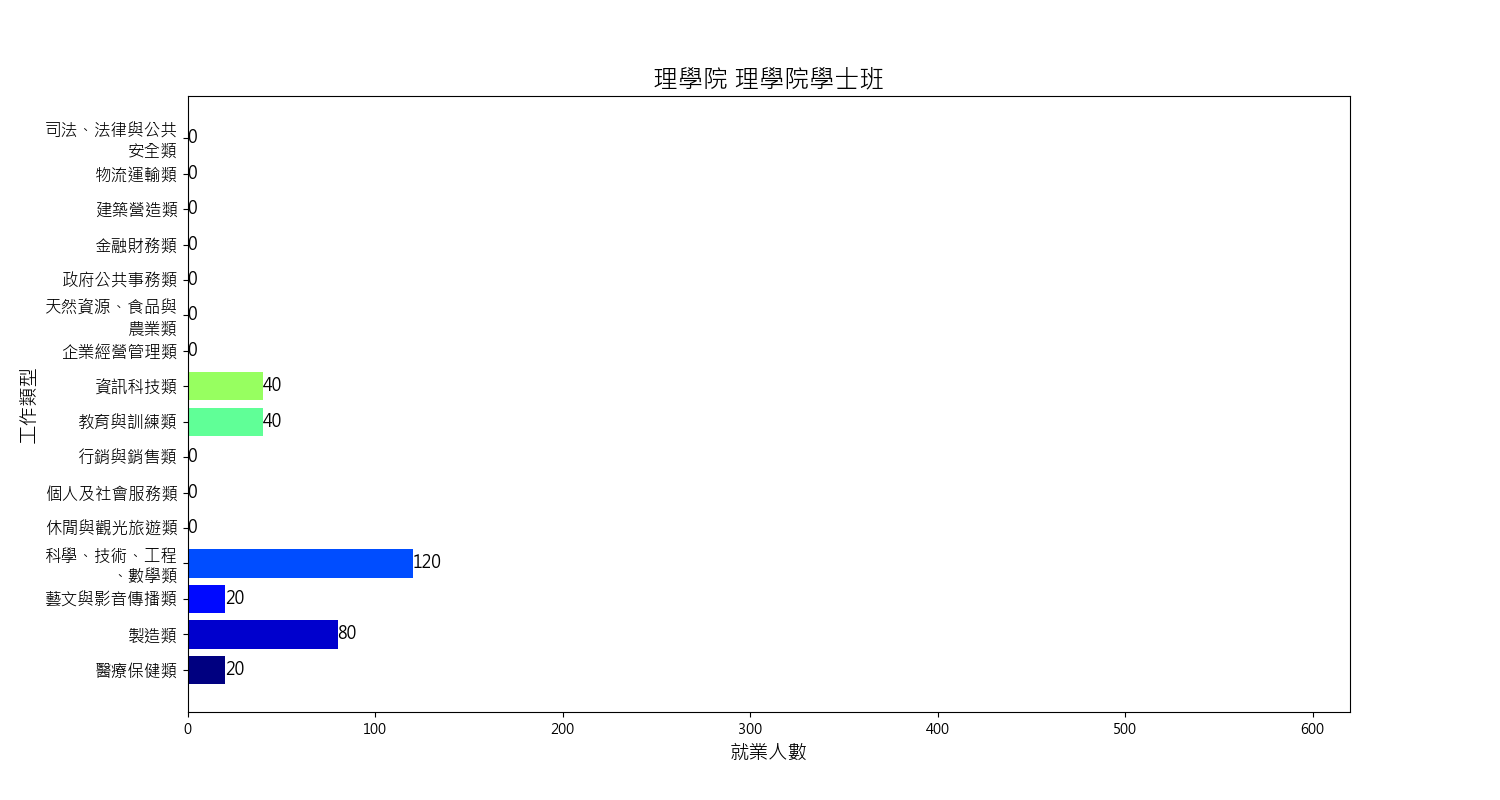 理學院 理學院學士班
工作類型
司法、法律與公共
安全類
0
物流運輸類
0
建築營造類
0
金融財務類
0
政府公共事務類
0
天然資源、食品與
農業類
0
企業經營管理類
0
資訊科技類
40
教育與訓練類
40
行銷與銷售類
0
個人及社會服務類
0
休閒與觀光旅遊類
0
科學、技術、工程
、數學類
120
藝文與影音傳播類
20
製造類
80
醫療保健類
20
0 100 200 300 400 500 600
就業人數